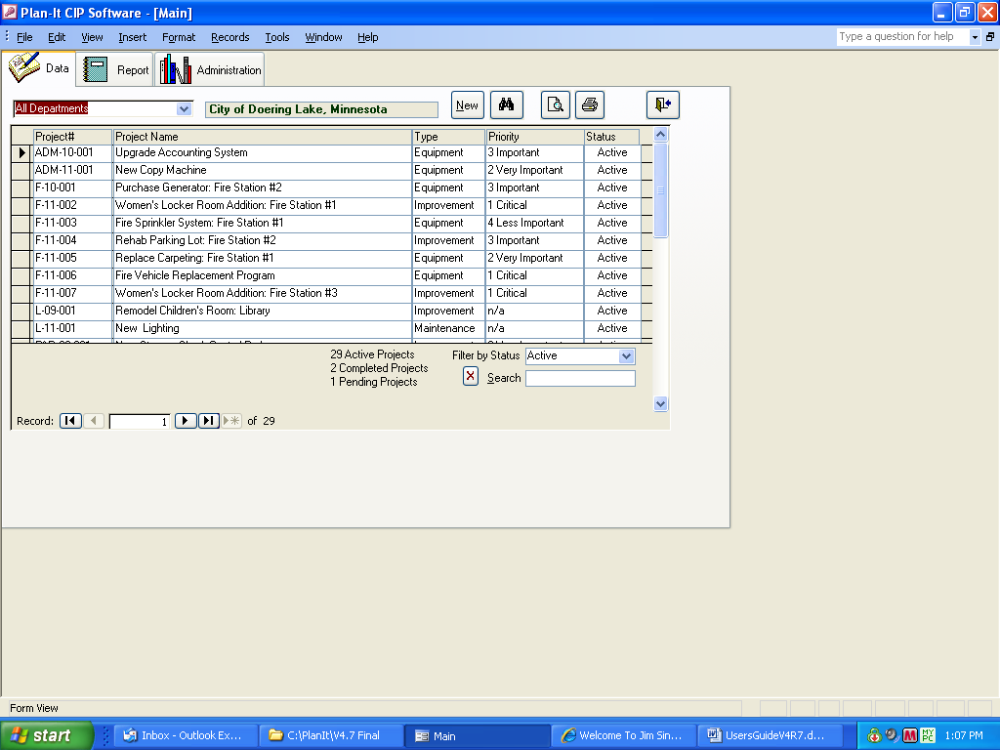 Plan-It CIP Software - [Main]
File Edit View Insert Format Records Tools Window Help Type a question for help
Data Report Administration
All Departments City of Doering Lake, Minnesota New
Project# Project Name Type Priority Status
ADM-10-001 Upgrade Accounting System Equipment 3 Important Active
ADM-11-001 New Copy Machine Equipment 2 Very Important Active
F-10-001 Purchase Generator: Fire Station #2 Equipment 3 Important Active
F-11-002 Women's Locker Room Addition: Fire Station #1 Improvement 1 Critical Active
F-11-003 Fire Sprinkler System: Fire Station #1 Equipment 4 Less Important Active
F-11-004 Rehab Parking Lot: Fire Station #2 Improvement 3 Important Active
F-11-005 Replace Carpeting: Fire Station #1 Equipment 2 Very Important Active
F-11-006 Fire Vehicle Replacement Program Equipment 1 Critical Active
F-11-007 Women's Locker Room Addition: Fire Station #3 Improvement 1 Critical Active
L-09-001 Remodel Children's Room: Library Improvement n/a Active
L-11-001 New Lighting Maintenance n/a Active
29 Active Projects Filter by Status Active
2 Completed Projects Search
1 Pending Projects
Record: 1 of 29
Form View
start Inbox - Outlook Ex... C:\PlanIt\V4.7 Final Main Welcome To Jim Sin... UsersGuideV4R7.d... MY PC 1:07 PM